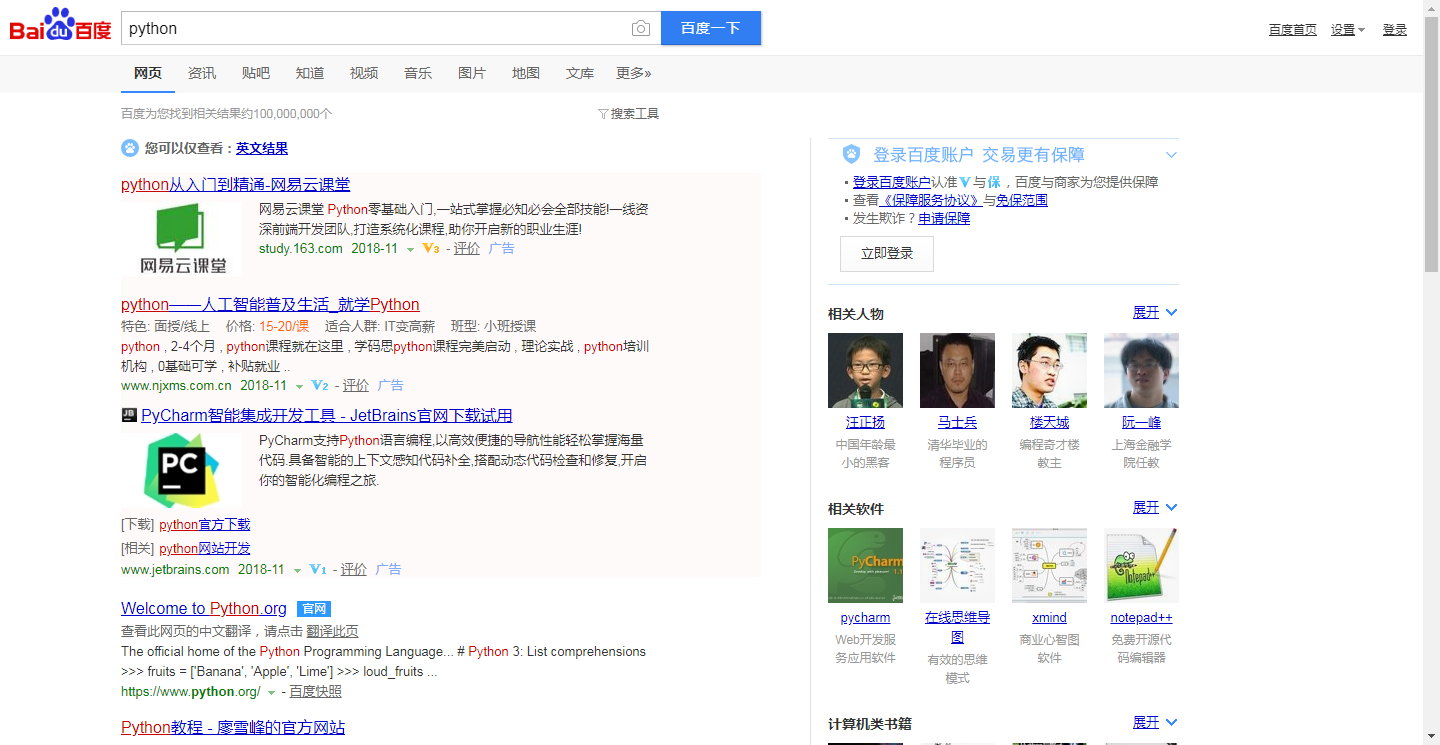 Bai du 百度
python
百度一下
百度首页 设置 登录
网页 资讯 贴吧 知道 视频 音乐 图片 地图 文库 更多»
百度为您找到相关结果约100,000,000个
搜索工具
您可以仅查看：英文结果
python从入门到精通-网易云课堂
网易云课堂
网易云课堂 Python零基础入门,一站式掌握必知必会全部技能!一线资
深前端开发团队,打造系统化课程,助你开启新的职业生涯!
study.163.com 2018-11 V3 - 评价 广告
python——人工智能普及生活_就学Python
特色: 面授/线上 价格: 15-20/课 适合人群: IT变高薪 班型: 小班授课
python , 2-4个月 , python课程就在这里 , 学码思python课程完美启动 , 理论实战 , python培训
机构 , 0基础可学 , 补贴就业 ..
www.njxms.com.cn 2018-11 V2 - 评价 广告
JB PyCharm智能集成开发工具 - JetBrains官网下载试用
PC
PyCharm支持Python语言编程,以高效便捷的导航性能轻松掌握海量
代码.具备智能的上下文感知代码补全,搭配动态代码检查和修复,开启
你的智能化编程之旅.
[下载] python官方下载
[相关] python网站开发
www.jetbrains.com 2018-11 V1 - 评价 广告
Welcome to Python.org 官网
查看此网页的中文翻译，请点击 翻译此页
The official home of the Python Programming Language... # Python 3: List comprehensions
>>> fruits = ['Banana', 'Apple', 'Lime'] >>> loud_fruits ...
https://www.python.org/ - 百度快照
Python教程 - 廖雪峰的官方网站
登录百度账户 交易更有保障
登录百度账户认准V与保，百度与商家为您提供保障
查看《保障服务协议》与免保范围
发生欺诈？申请保障
立即登录
相关人物 展开
汪正扬 马士兵 楼天城 阮一峰
中国年龄最 清华毕业的 编程奇才楼 上海金融学
小的黑客 程序员 教主 院任教
相关软件 展开
PyCharm
Notepad++
pycharm 在线思维导 xmind notepad++
图
Web开发服 商业心智图 免费开源代
务应用软件 软件 码编辑器
有效的思维
模式
计算机类书籍 展开